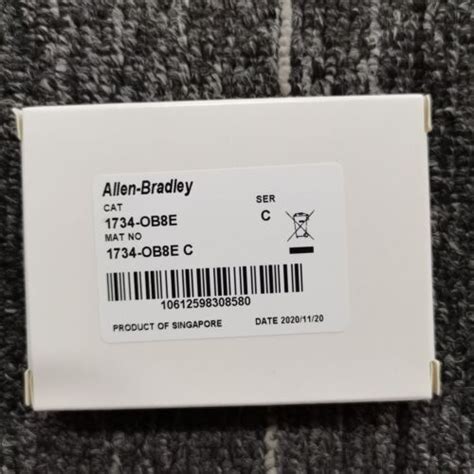 Allen-Bradley
CAT
SER
1734-OB8E
C
MAT NO
1734-OB8E C
10612598308580
PRODUCT OF SINGAPORE
DATE 2020/11/20